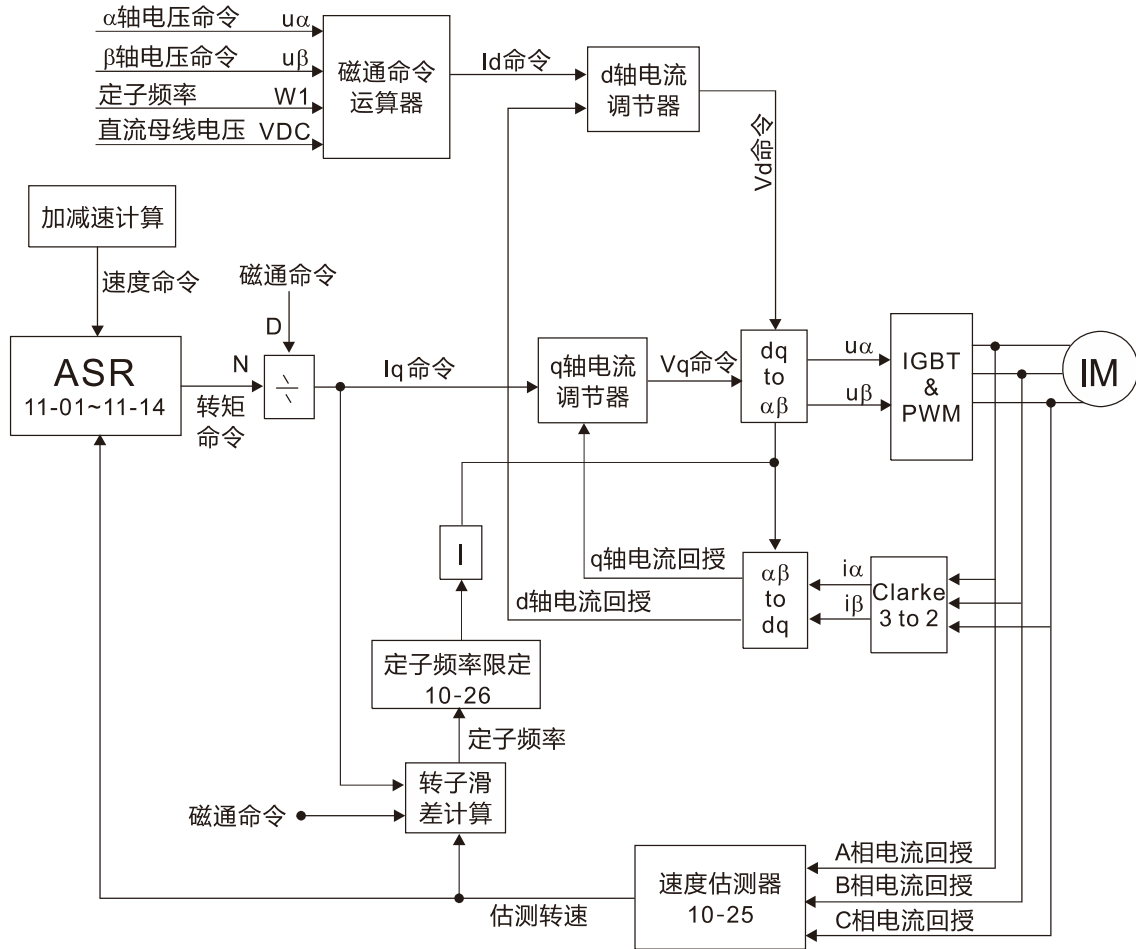 α轴电压命令 uα
β轴电压命令 uβ
定子频率 W1
直流母线电压 VDC
磁通命令
运算器
Id命令
d轴电流
调节器
Vd命令
加减速计算
速度命令
磁通命令
D
ASR
11-01~11-14
N
转矩
命令
Iq命令
q轴电流
调节器
Vq命令
dq
to
αβ
uα
uβ
IGBT
&
PWM
IM
I
q轴电流回授
d轴电流回授
αβ
to
dq
iα
iβ
Clarke
3 to 2
定子频率限定
10-26
定子频率
转子滑
差计算
磁通命令
估测转速
速度估测器
10-25
A相电流回授
B相电流回授
C相电流回授